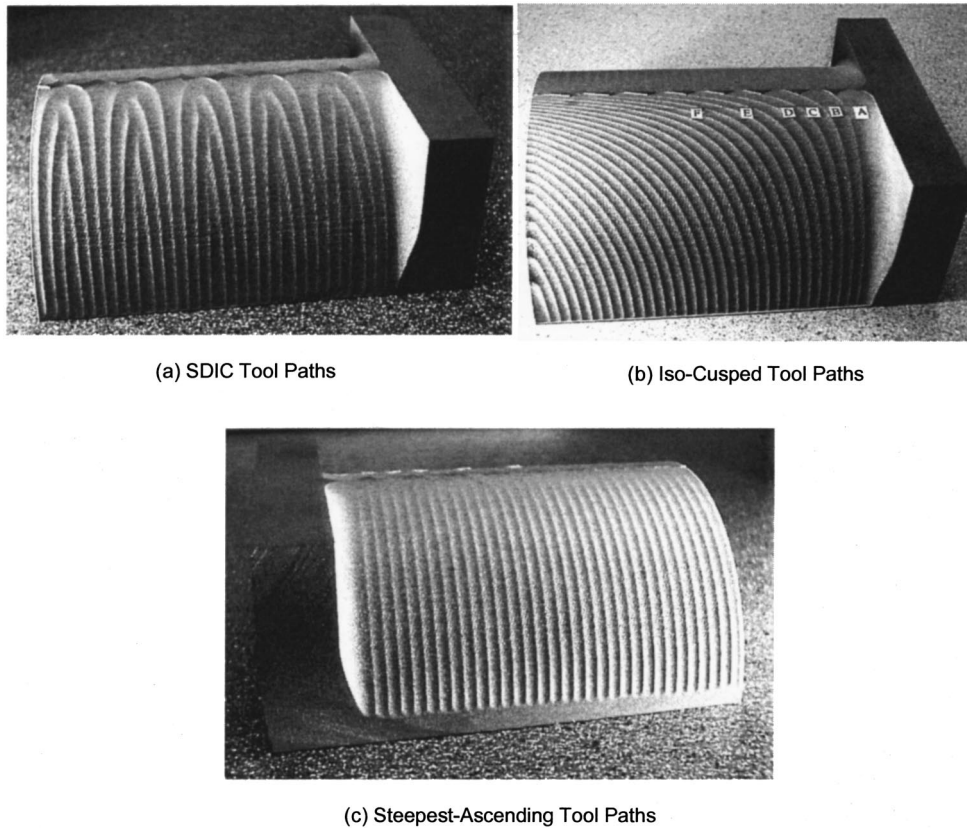 F E D C B A
(a) SDIC Tool Paths
(b) Iso-Cusped Tool Paths
(c) Steepest-Ascending Tool Paths